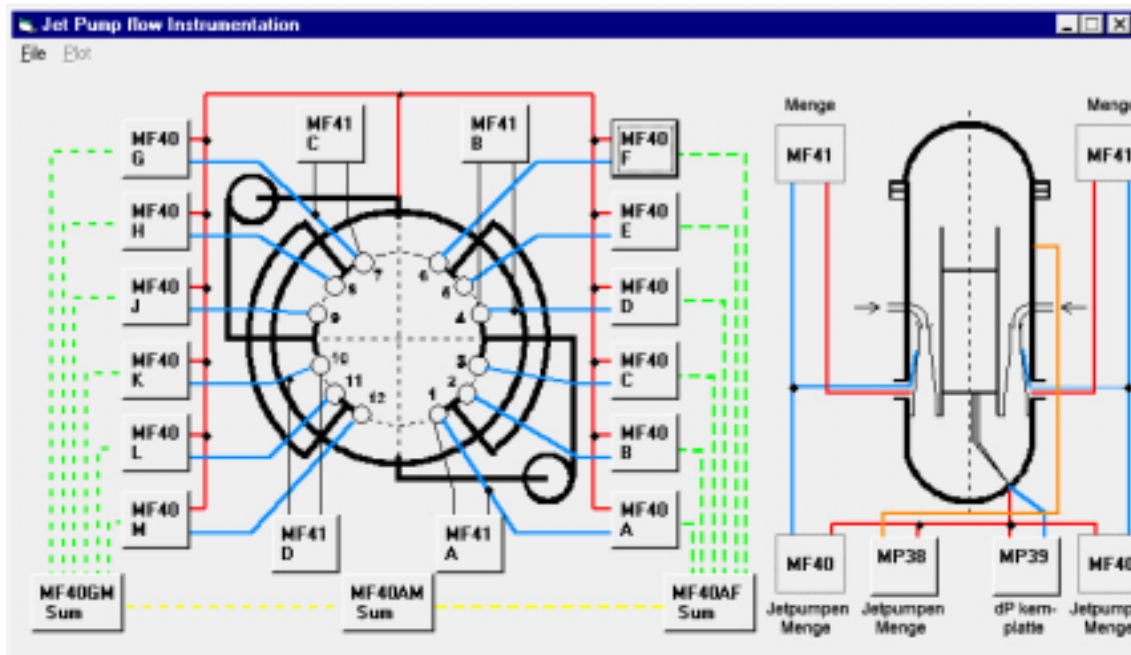 Jet Pump flow Instrumentation
File Plot
MF40
G
MF41
C
MF41
B
MF40
F
MF40
H
MF40
E
MF40
J
MF40
D
MF40
K
MF40
C
MF40
L
MF40
B
MF40
M
MF40
A
MF41
D
MF41
A
7
6
8
5
9
4
10
3
11
2
12
1
MF40GM
Sum
MF40AM
Sum
MF40AF
Sum
Menge
Menge
MF41
MF41
MF40
MP38
MP39
MF40
Jetpumpen
Menge
Jetpumpen
Menge
dP kern-
platte
Jetpumpen
Menge